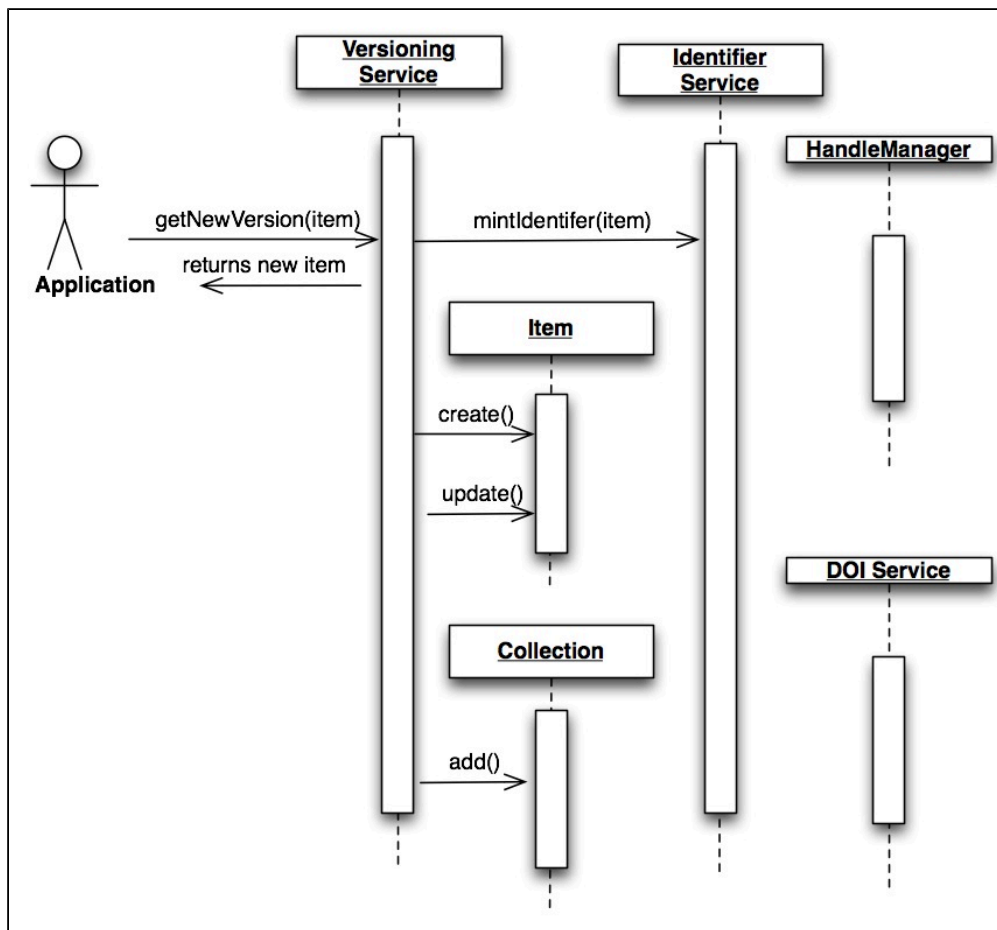 Versioning
Service
Identifier
Service
HandleManager
getNewVersion(item)
mintIdentifer(item)
returns new item
Application
Item
create()
update()
DOI Service
Collection
add()